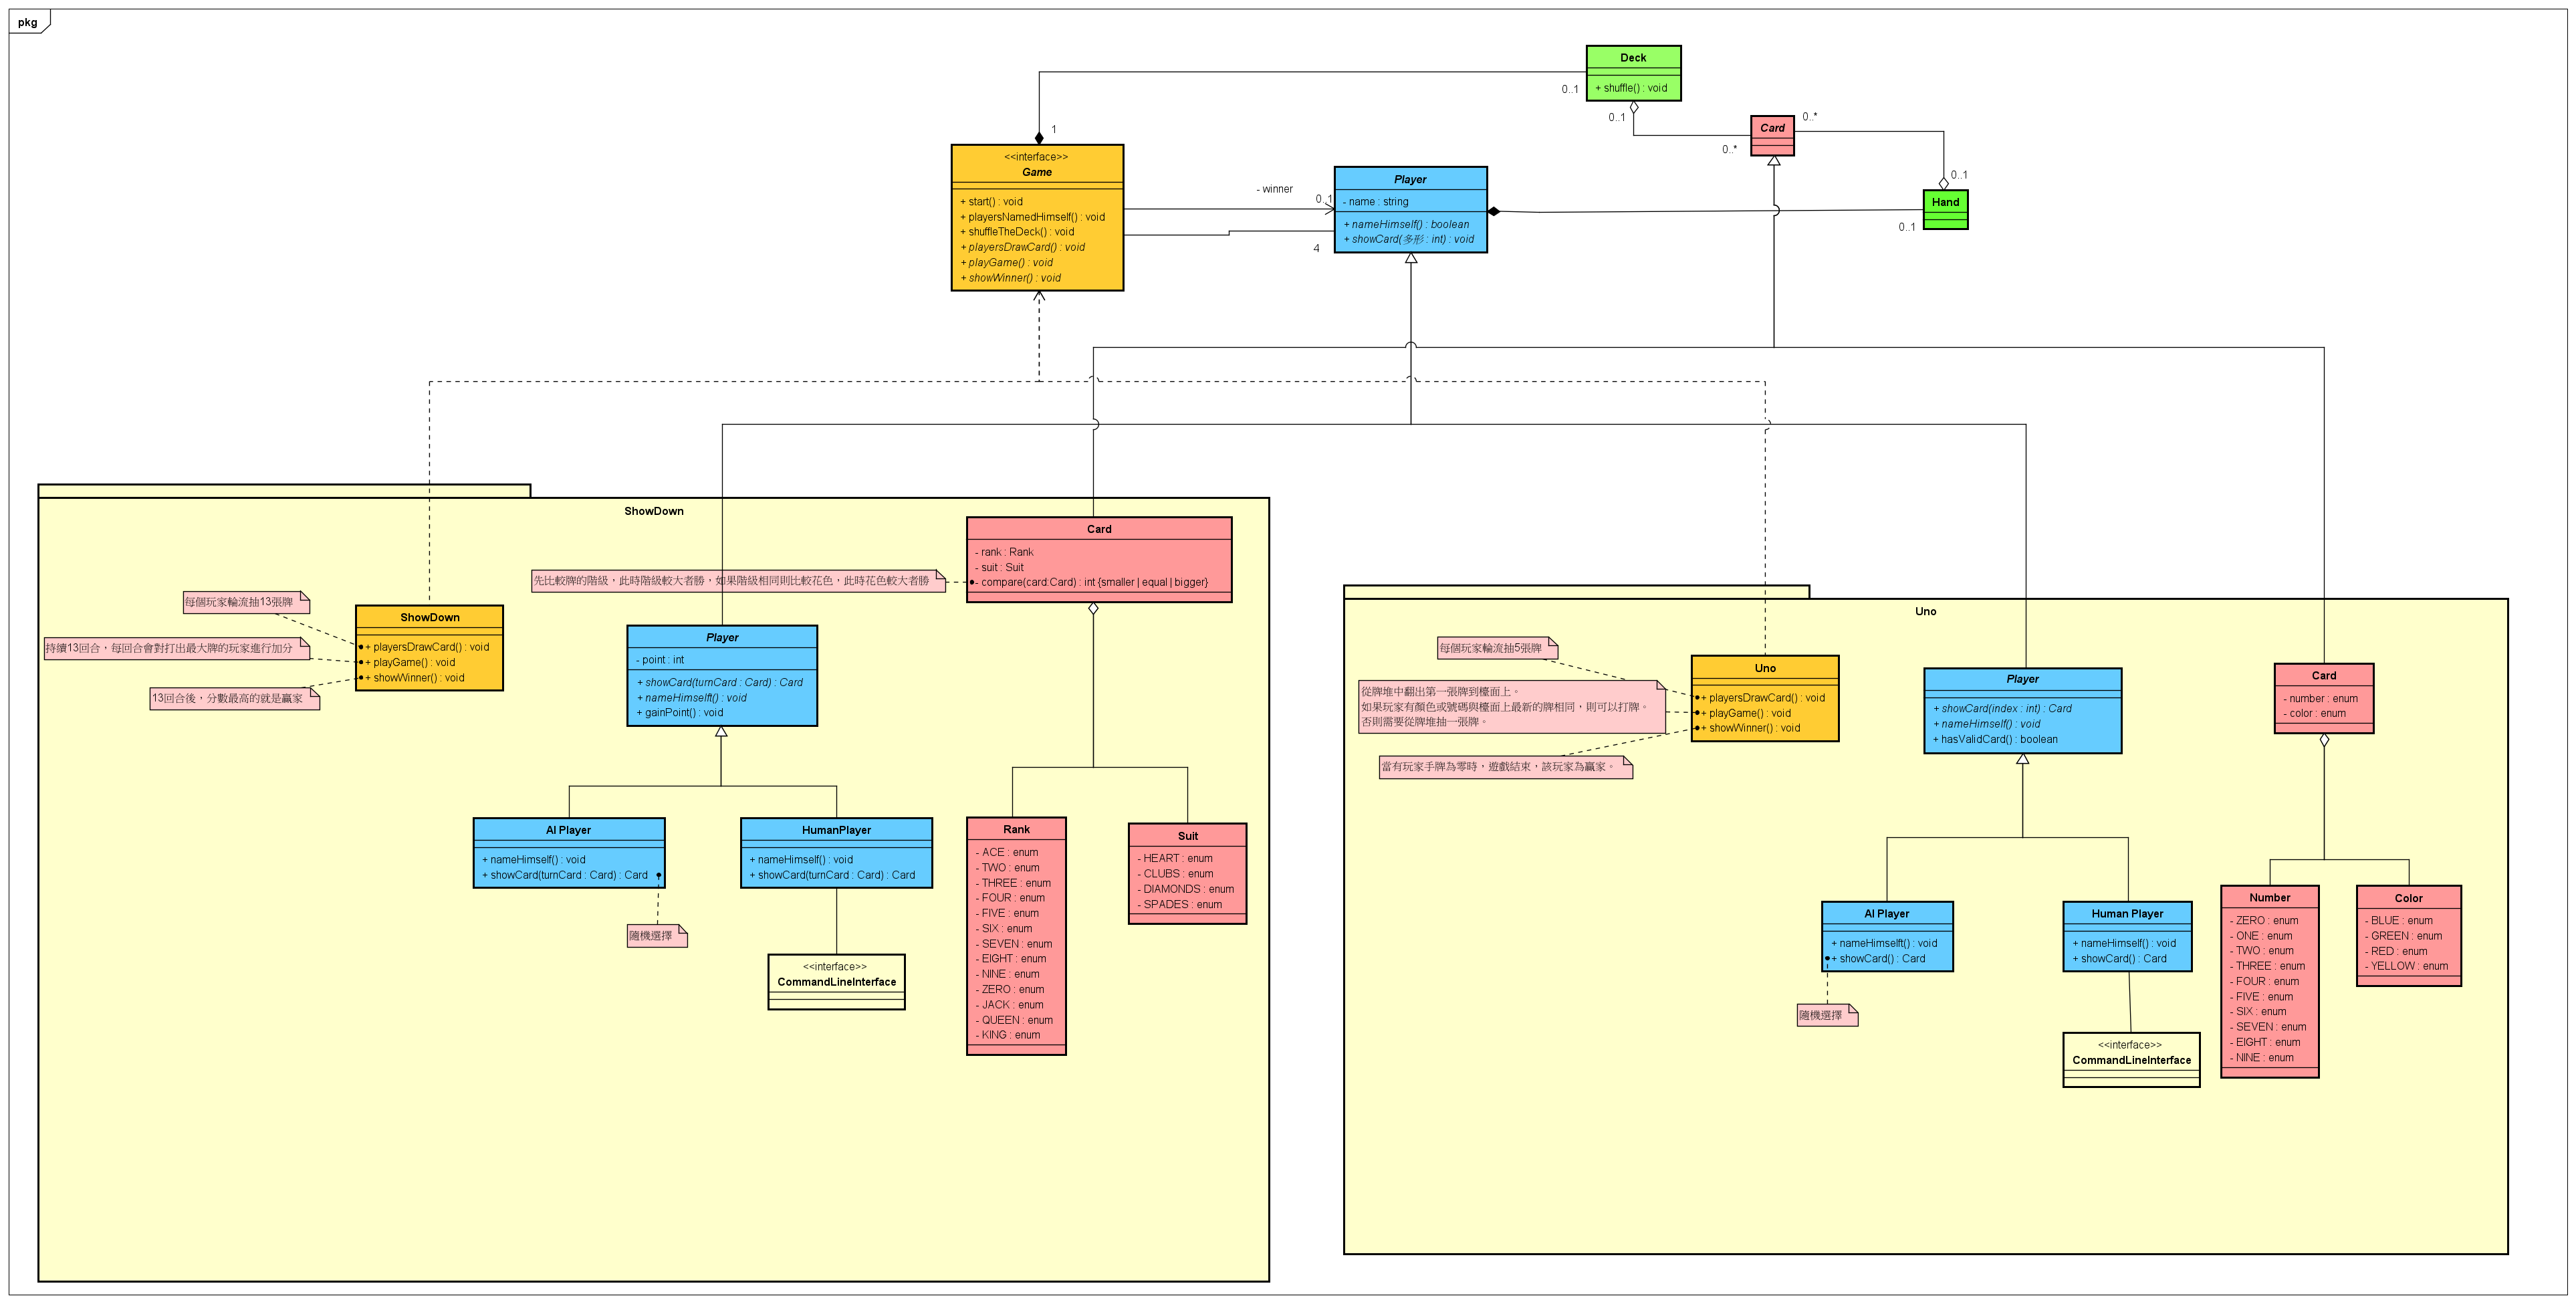 pkg
Deck
+ shuffle() : void
0..1
1
0..1
0..*
Card
0..*
0..1
Hand
0..1
<<interface>>
Game
+ start() : void
+ playersNamedHimself() : void
+ shuffleTheDeck() : void
+ playersDrawCard() : void
+ playGame() : void
+ showWinner() : void
- winner
0..1
4
Player
- name : string
+ nameHimself() : boolean
+ showCard(多形 : int) : void
ShowDown
Card
- rank : Rank
- suit : Suit
- compare(card:Card) : int {smaller | equal | bigger}
先比較牌的階級，此時階級較大者勝，如果階級相同則比較花色，此時花色較大者勝
每個玩家輪流抽13張牌
持續13回合，每回合會對打出最大牌的玩家進行加分
13回合後，分數最高的就是贏家
ShowDown
+ playersDrawCard() : void
+ playGame() : void
+ showWinner() : void
Player
- point : int
+ showCard(turnCard : Card) : Card
+ nameHimselft() : void
+ gainPoint() : void
AI Player
+ nameHimself() : void
+ showCard(turnCard : Card) : Card
隨機選擇
HumanPlayer
+ nameHimself() : void
+ showCard(turnCard : Card) : Card
<<interface>>
CommandLineInterface
Rank
- ACE : enum
- TWO : enum
- THREE : enum
- FOUR : enum
- FIVE : enum
- SIX : enum
- SEVEN : enum
- EIGHT : enum
- NINE : enum
- ZERO : enum
- JACK : enum
- QUEEN : enum
- KING : enum
Suit
- HEART : enum
- CLUBS : enum
- DIAMONDS : enum
- SPADES : enum
Uno
每個玩家輪流抽5張牌
從牌堆中翻出第一張牌到檯面上。
如果玩家有顏色或號碼與檯面上最新的牌相同，則可以打牌。
否則需要從牌堆抽一張牌。
當有玩家手牌為零時，遊戲結束，該玩家為贏家。
Uno
+ playersDrawCard() : void
+ playGame() : void
+ showWinner() : void
Player
+ showCard(index : int) : Card
+ nameHimself() : void
+ hasValidCard() : boolean
Card
- number : enum
- color : enum
AI Player
+ nameHimselft() : void
+ showCard() : Card
隨機選擇
Human Player
+ nameHimself() : void
+ showCard() : Card
<<interface>>
CommandLineInterface
Number
- ZERO : enum
- ONE : enum
- TWO : enum
- THREE : enum
- FOUR : enum
- FIVE : enum
- SIX : enum
- SEVEN : enum
- EIGHT : enum
- NINE : enum
Color
- BLUE : enum
- GREEN : enum
- RED : enum
- YELLOW : enum